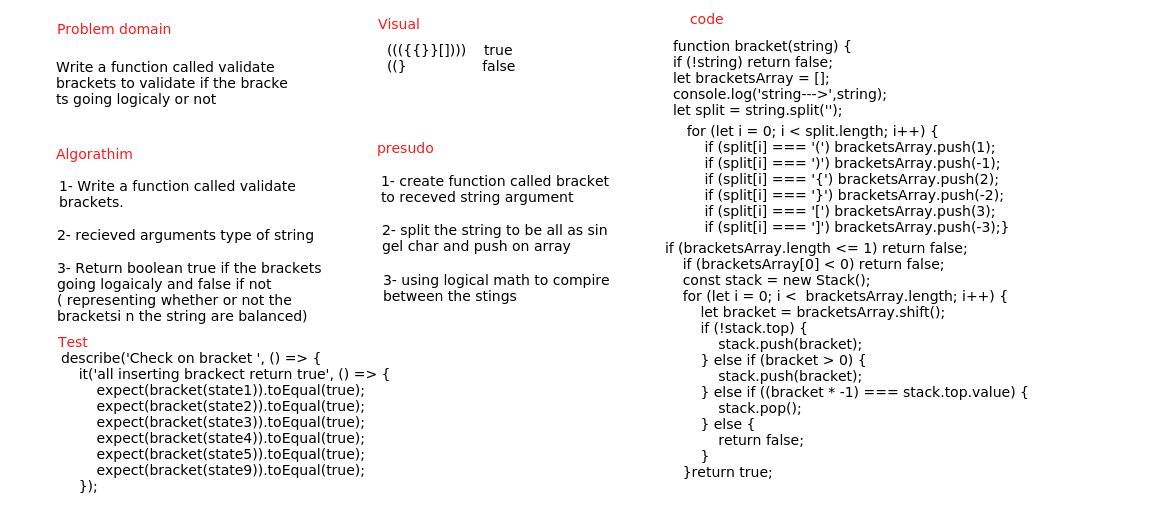 Problem domain
Write a function called validate
brackets to validate if the bracke
ts going logicaly or not
Algorathim
1- Write a function called validate
brackets.
2- recieved arguments type of string
3- Return boolean true if the brackets
going logaicaly and false if not
( representing whether or not the
bracketsi n the string are balanced)
Test
describe('Check on bracket ', () => {
it('all inserting brackect return true', () => {
expect(bracket(state1)).toEqual(true);
expect(bracket(state2)).toEqual(true);
expect(bracket(state3)).toEqual(true);
expect(bracket(state4)).toEqual(true);
expect(bracket(state5)).toEqual(true);
expect(bracket(state9)).toEqual(true);
});
Visual
((({{}}[]))) true
((} false
presudo
1- create function called bracket
to receved string argument
2- split the string to be all as sin
gel char and push on array
3- using logical math to compire
between the stings
code
function bracket(string) {
if (!string) return false;
let bracketsArray = [];
console.log('string--->',string);
let split = string.split('');
for (let i = 0; i < split.length; i++) {
if (split[i] === '(') bracketsArray.push(1);
if (split[i] === ')') bracketsArray.push(-1);
if (split[i] === '{') bracketsArray.push(2);
if (split[i] === '}') bracketsArray.push(-2);
if (split[i] === '[') bracketsArray.push(3);
if (split[i] === ']') bracketsArray.push(-3);}
if (bracketsArray.length <= 1) return false;
if (bracketsArray[0] < 0) return false;
const stack = new Stack();
for (let i = 0; i < bracketsArray.length; i++) {
let bracket = bracketsArray.shift();
if (!stack.top) {
stack.push(bracket);
} else if (bracket > 0) {
stack.push(bracket);
} else if ((bracket * -1) === stack.top.value) {
stack.pop();
} else {
return false;
}
}return true;